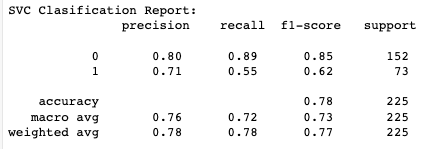 SVC Clasification Report:
precision recall f1-score support
0 0.80 0.89 0.85 152
1 0.71 0.55 0.62 73
accuracy 0.78 225
macro avg 0.76 0.72 0.73 225
weighted avg 0.78 0.78 0.77 225